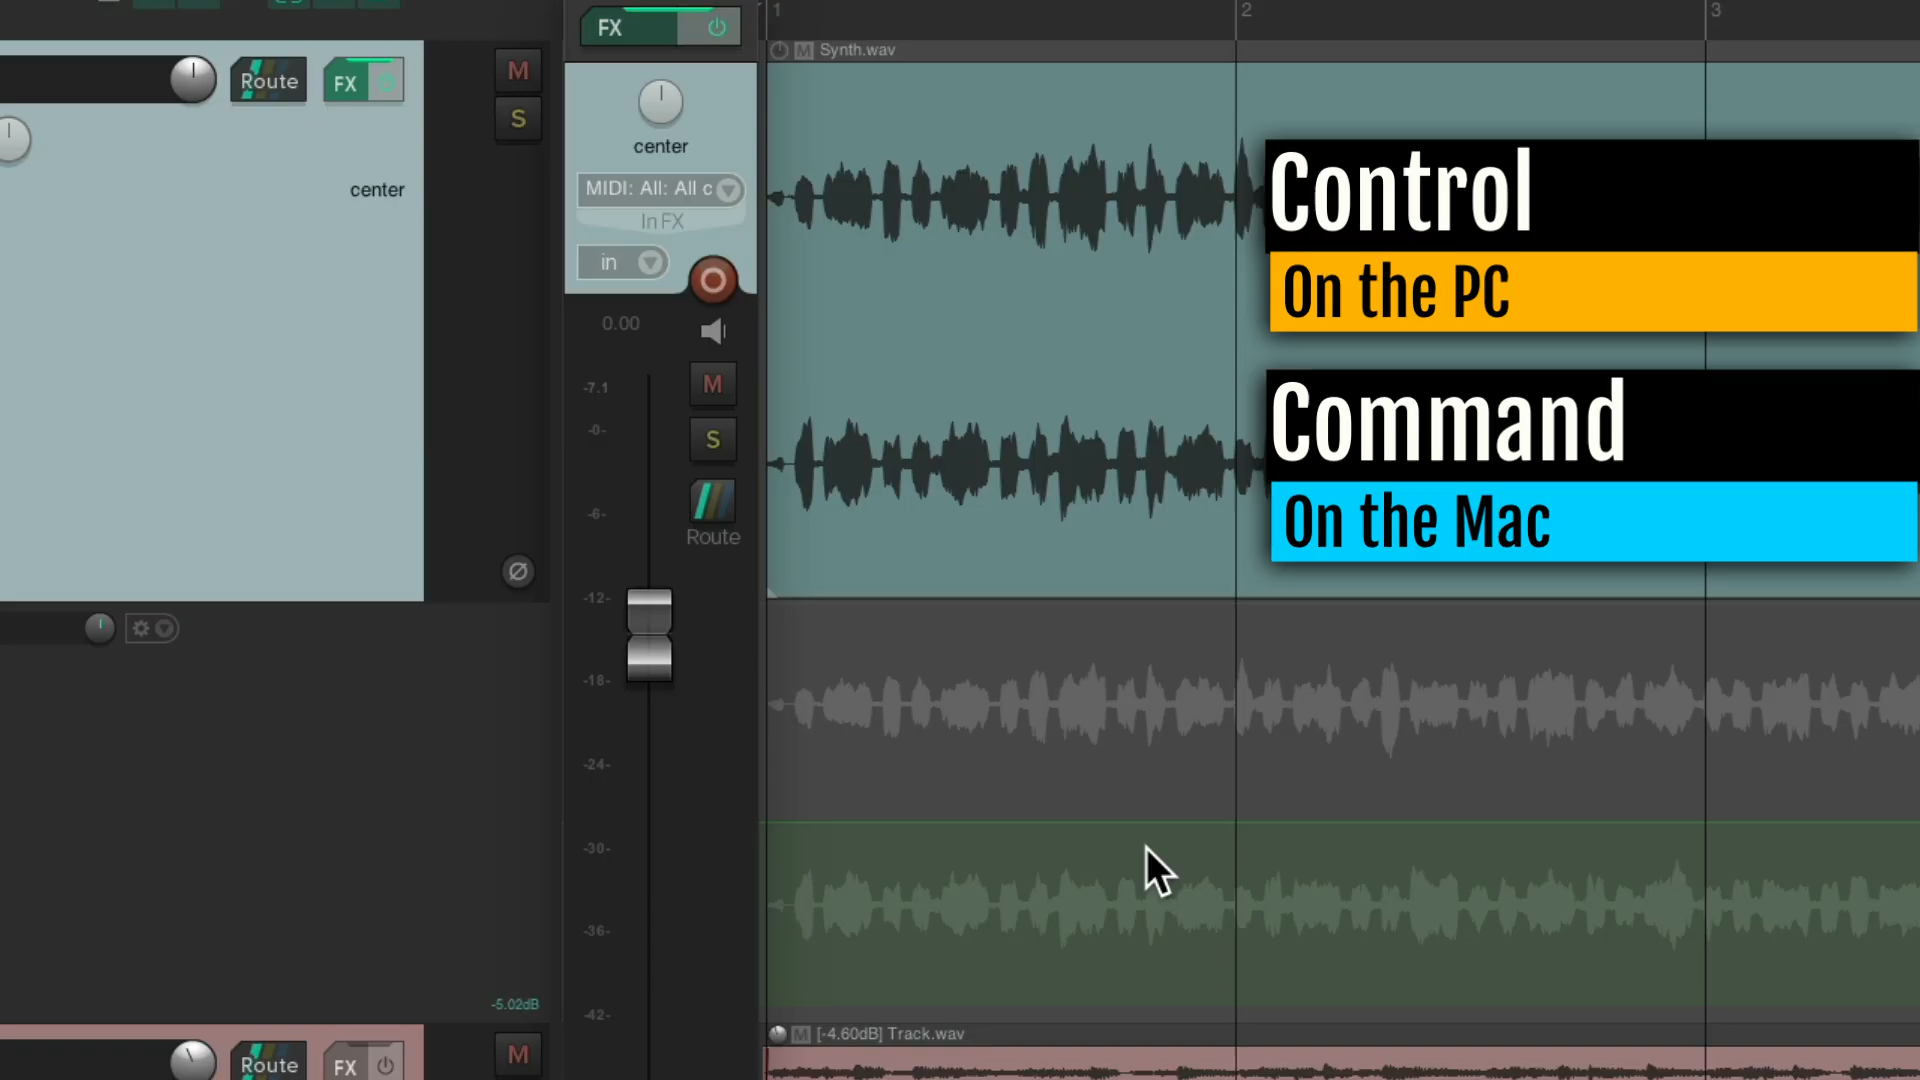 FX
1
2
3
Synth.wav
M
Route
FX
M
S
center
center
MIDI: All: All c
In FX
in
0.00
-7.1
-0-
-6-
-12-
-18-
-24-
-30-
-36-
-42-
M
S
Route
Control
On the PC
Command
On the Mac
-5.02dB
M
[-4.60dB] Track.wav
Route
FX
M